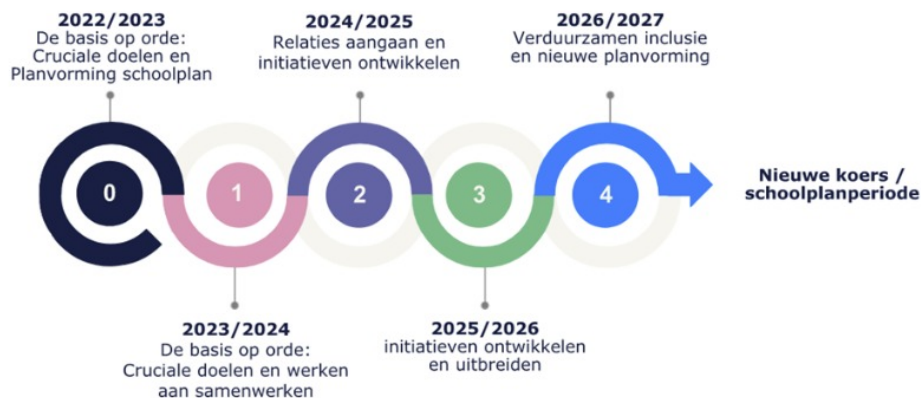 2022/2023
De basis op orde:
Cruciale doelen en
Planvorming schoolplan
2024/2025
Relaties aangaan en
initiatieven ontwikkelen
2026/2027
Verduurzamen inclusie
en nieuwe planvorming
0
1
2
3
4
Nieuwe koers /
schoolplanperiode
2023/2024
De basis op orde:
Cruciale doelen en werken
aan samenwerken
2025/2026
initiatieven ontwikkelen
en uitbreiden